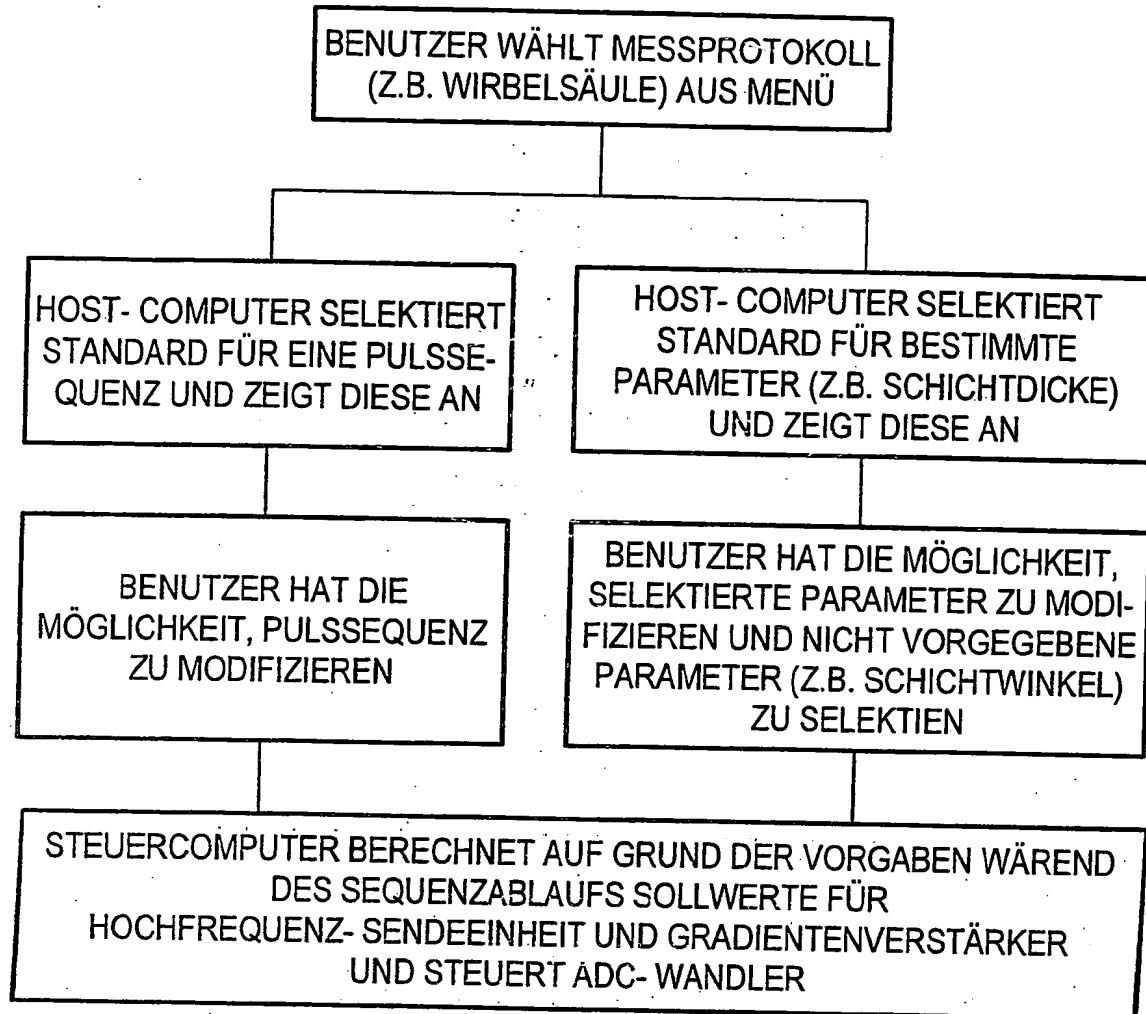 BENUTZER WÄHLT MESSPROTOKOLL
(Z.B. WIRBELSÄULE) AUS MENÜ
HOST- COMPUTER SELEKTIERT
STANDARD FÜR EINE PULSSE-
QUENZ UND ZEIGT DIESE AN
HOST- COMPUTER SELEKTIERT
STANDARD FÜR BESTIMMTE
PARAMETER (Z.B. SCHICHTDICKE)
UND ZEIGT DIESE AN
BENUTZER HAT DIE
MÖGLICHKEIT, PULSSEQUENZ
ZU MODIFIZIEREN
BENUTZER HAT DIE MÖGLICHKEIT,
SELEKTIERTE PARAMETER ZU MODI-
FIZIEREN UND NICHT VORGEGEBENE
PARAMETER (Z.B. SCHICHTWINKEL)
ZU SELEKTIEN
STEUERCOMPUTER BERECHNET AUF GRUND DER VORGABEN WÄREND
DES SEQUENZABLAUFS SOLLWERTE FÜR
HOCHFREQUENZ- SENDEEINHEIT UND GRADIENTENVERSTÄRKER
UND STEUERT ADC- WANDLER